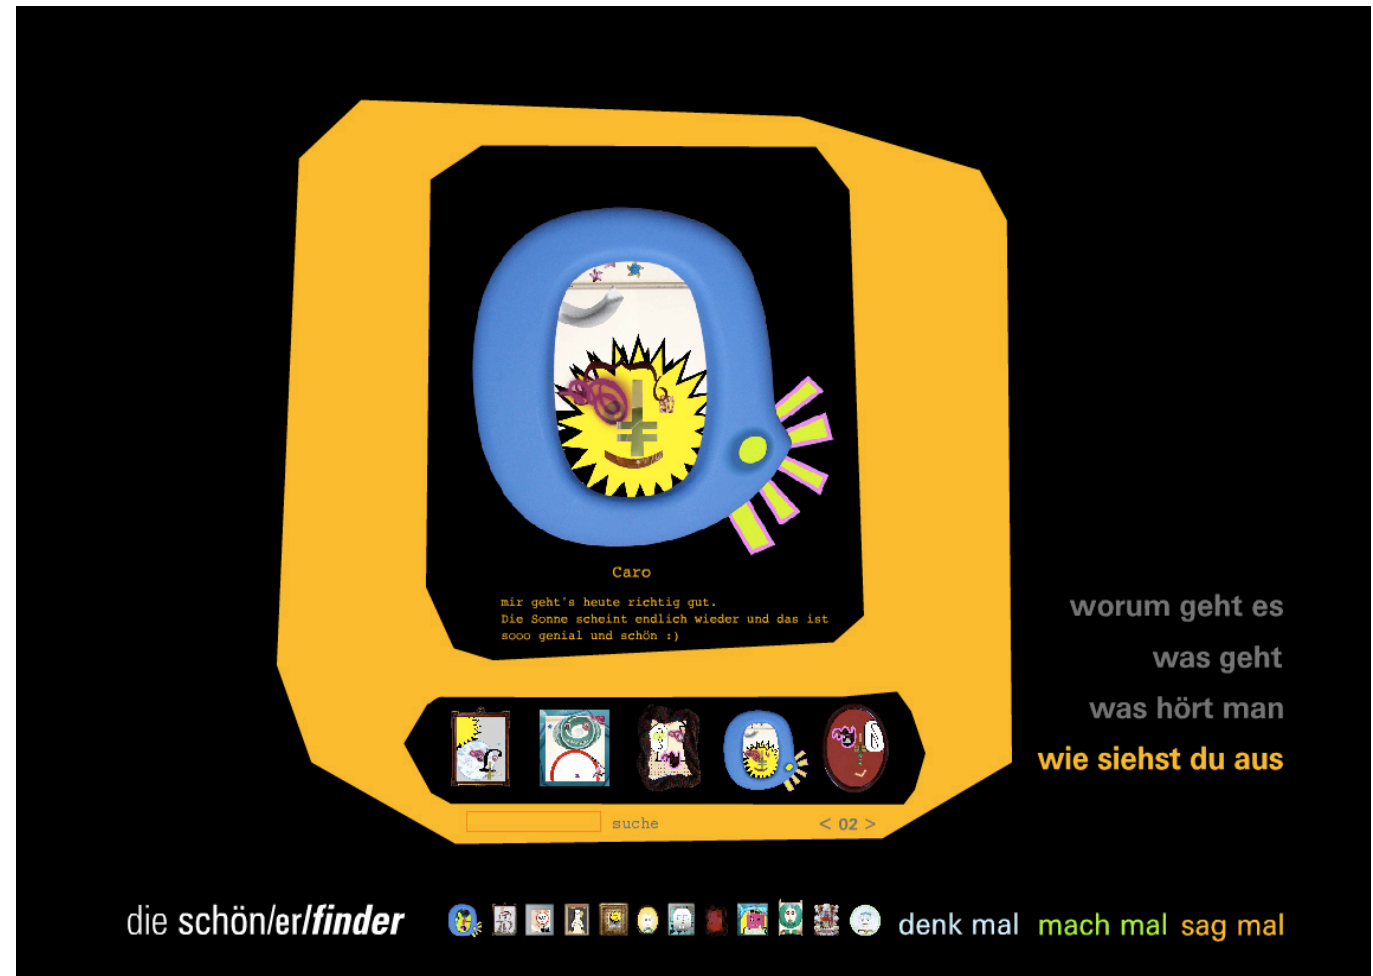 Caro
mir geht's heute richtig gut.
Die Sonne scheint endlich wieder und das ist
sooo genial und schön :)
worum geht es
was geht
was hört man
wie siehst du aus
suche
< 02 >
die schön/er/finder
denk mal mach mal sag mal